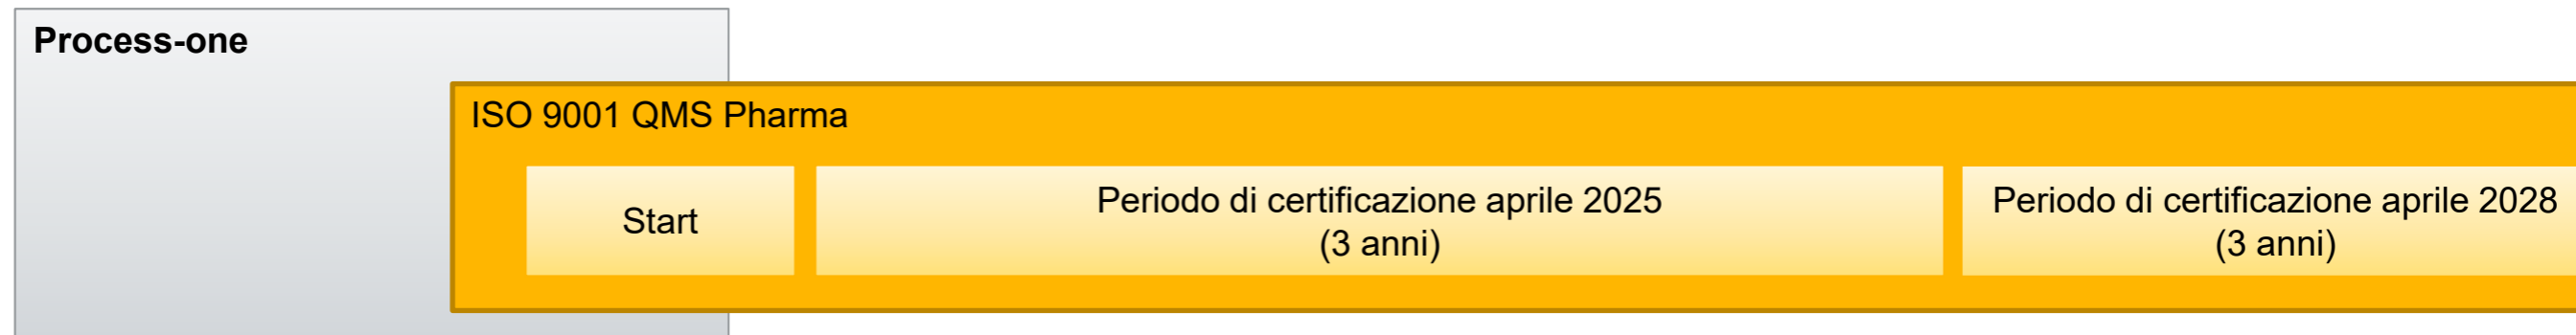 Process-one
ISO 9001 QMS Pharma
Start
Periodo di certificazione aprile 2025
(3 anni)
Periodo di certificazione aprile 2028
(3 anni)